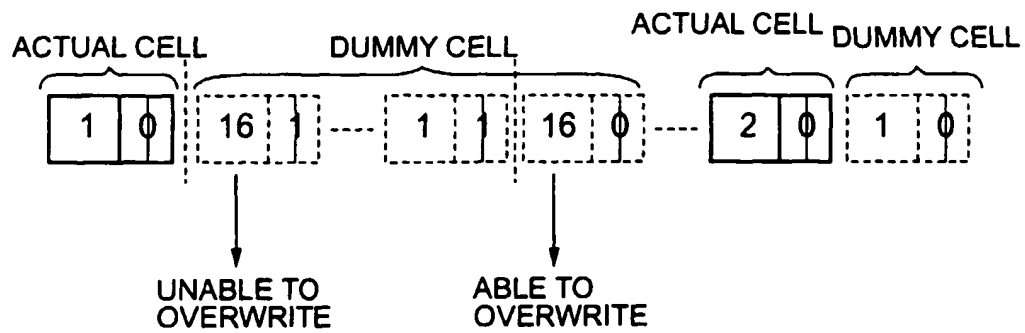 ACTUAL CELL DUMMY CELL ACTUAL CELL DUMMY CELL
1 0 16 1 1 1 16 0 2 0 1 0
UNABLE TO OVERWRITE
ABLE TO OVERWRITE